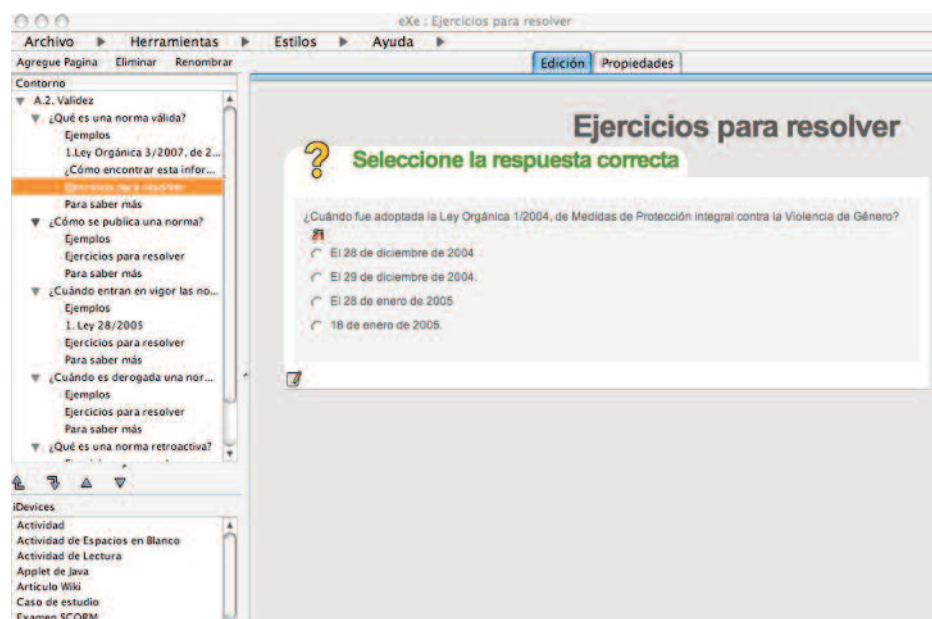 eXe : Ejercicios para resolver
Archivo Herramientas Estilos Ayuda
Agregue Pagina Eliminar Renombrar
Edición Propiedades
Contorno
A.2. Validez
¿Qué es una norma válida?
Ejemplos
1.Ley Orgánica 3/2007, de 2...
¿Cómo encontrar esta infor...
Ejercicios para resolver
Para saber más
¿Cómo se publica una norma?
Ejemplos
Ejercicios para resolver
Para saber más
¿Cuándo entran en vigor las no...
Ejemplos
1. Ley 28/2005
Ejercicios para resolver
Para saber más
¿Cuándo es derogada una nor...
Ejemplos
Ejercicios para resolver
Para saber más
¿Qué es una norma retroactiva?
iDevices
Actividad
Actividad de Espacios en Blanco
Actividad de Lectura
Applet de Java
Artículo Wiki
Caso de estudio
Examen SCORM
Ejercicios para resolver
Seleccione la respuesta correcta
¿Cuándo fue adoptada la Ley Orgánica 1/2004, de Medidas de Protección integral contra la Violencia de Género?
El 28 de diciembre de 2004
El 29 de diciembre de 2004.
El 28 de enero de 2005
18 de enero de 2005.